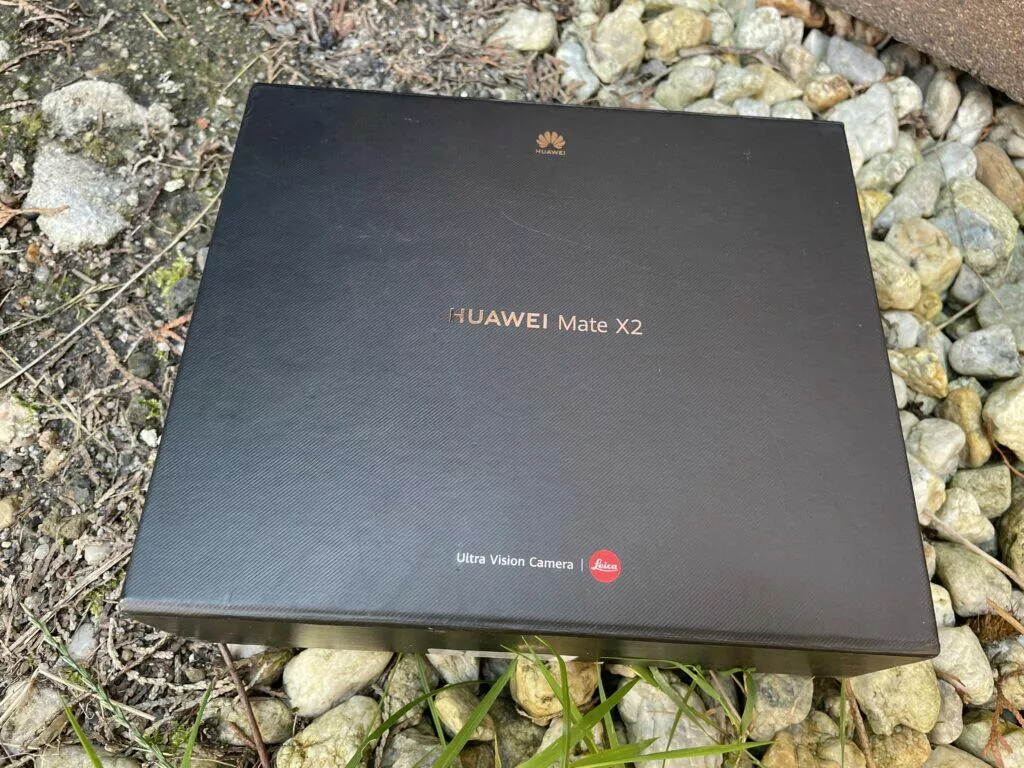 HUAWEI
HUAWEI Mate X2
Ultra Vision Camera | Leica